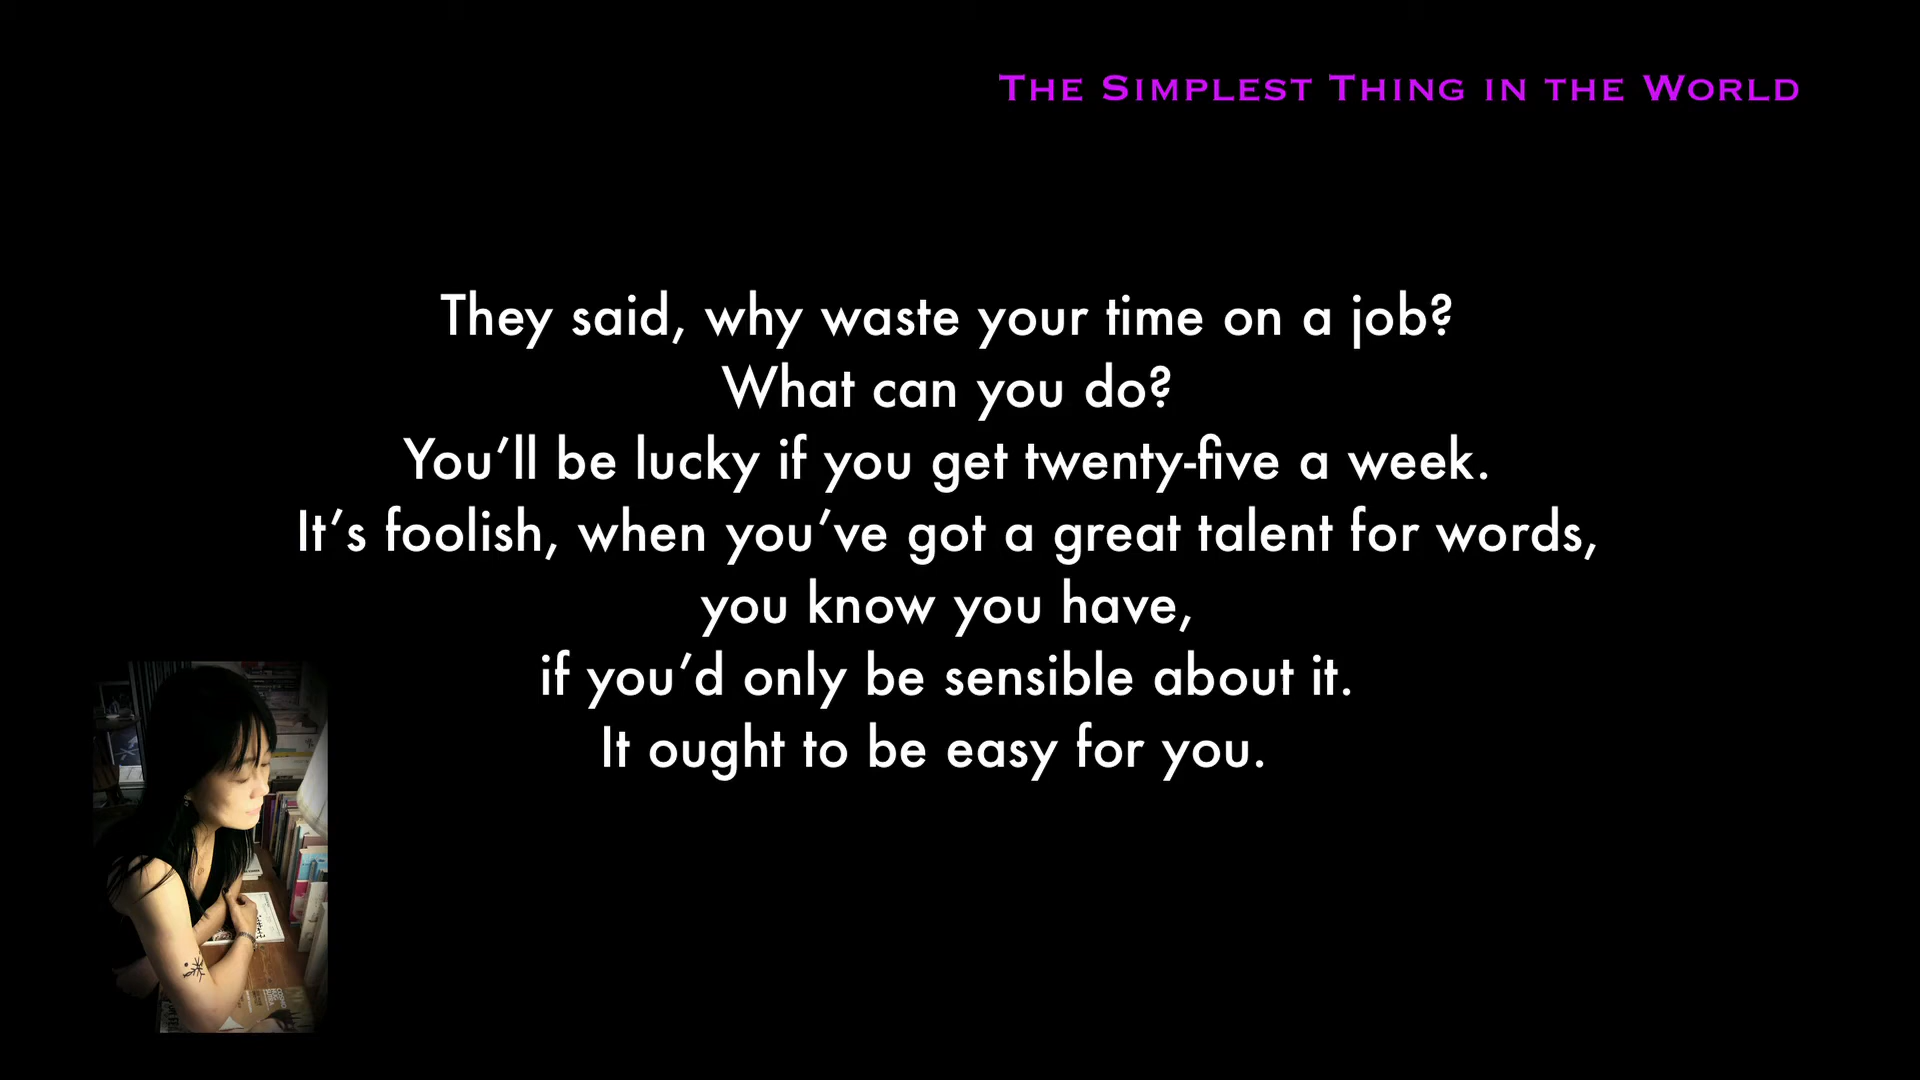 The Simplest Thing in the World
They said, why waste your time on a job?
What can you do?
You’ll be lucky if you get twenty-five a week.
It’s foolish, when you’ve got a great talent for words,
you know you have,
if you’d only be sensible about it.
It ought to be easy for you.